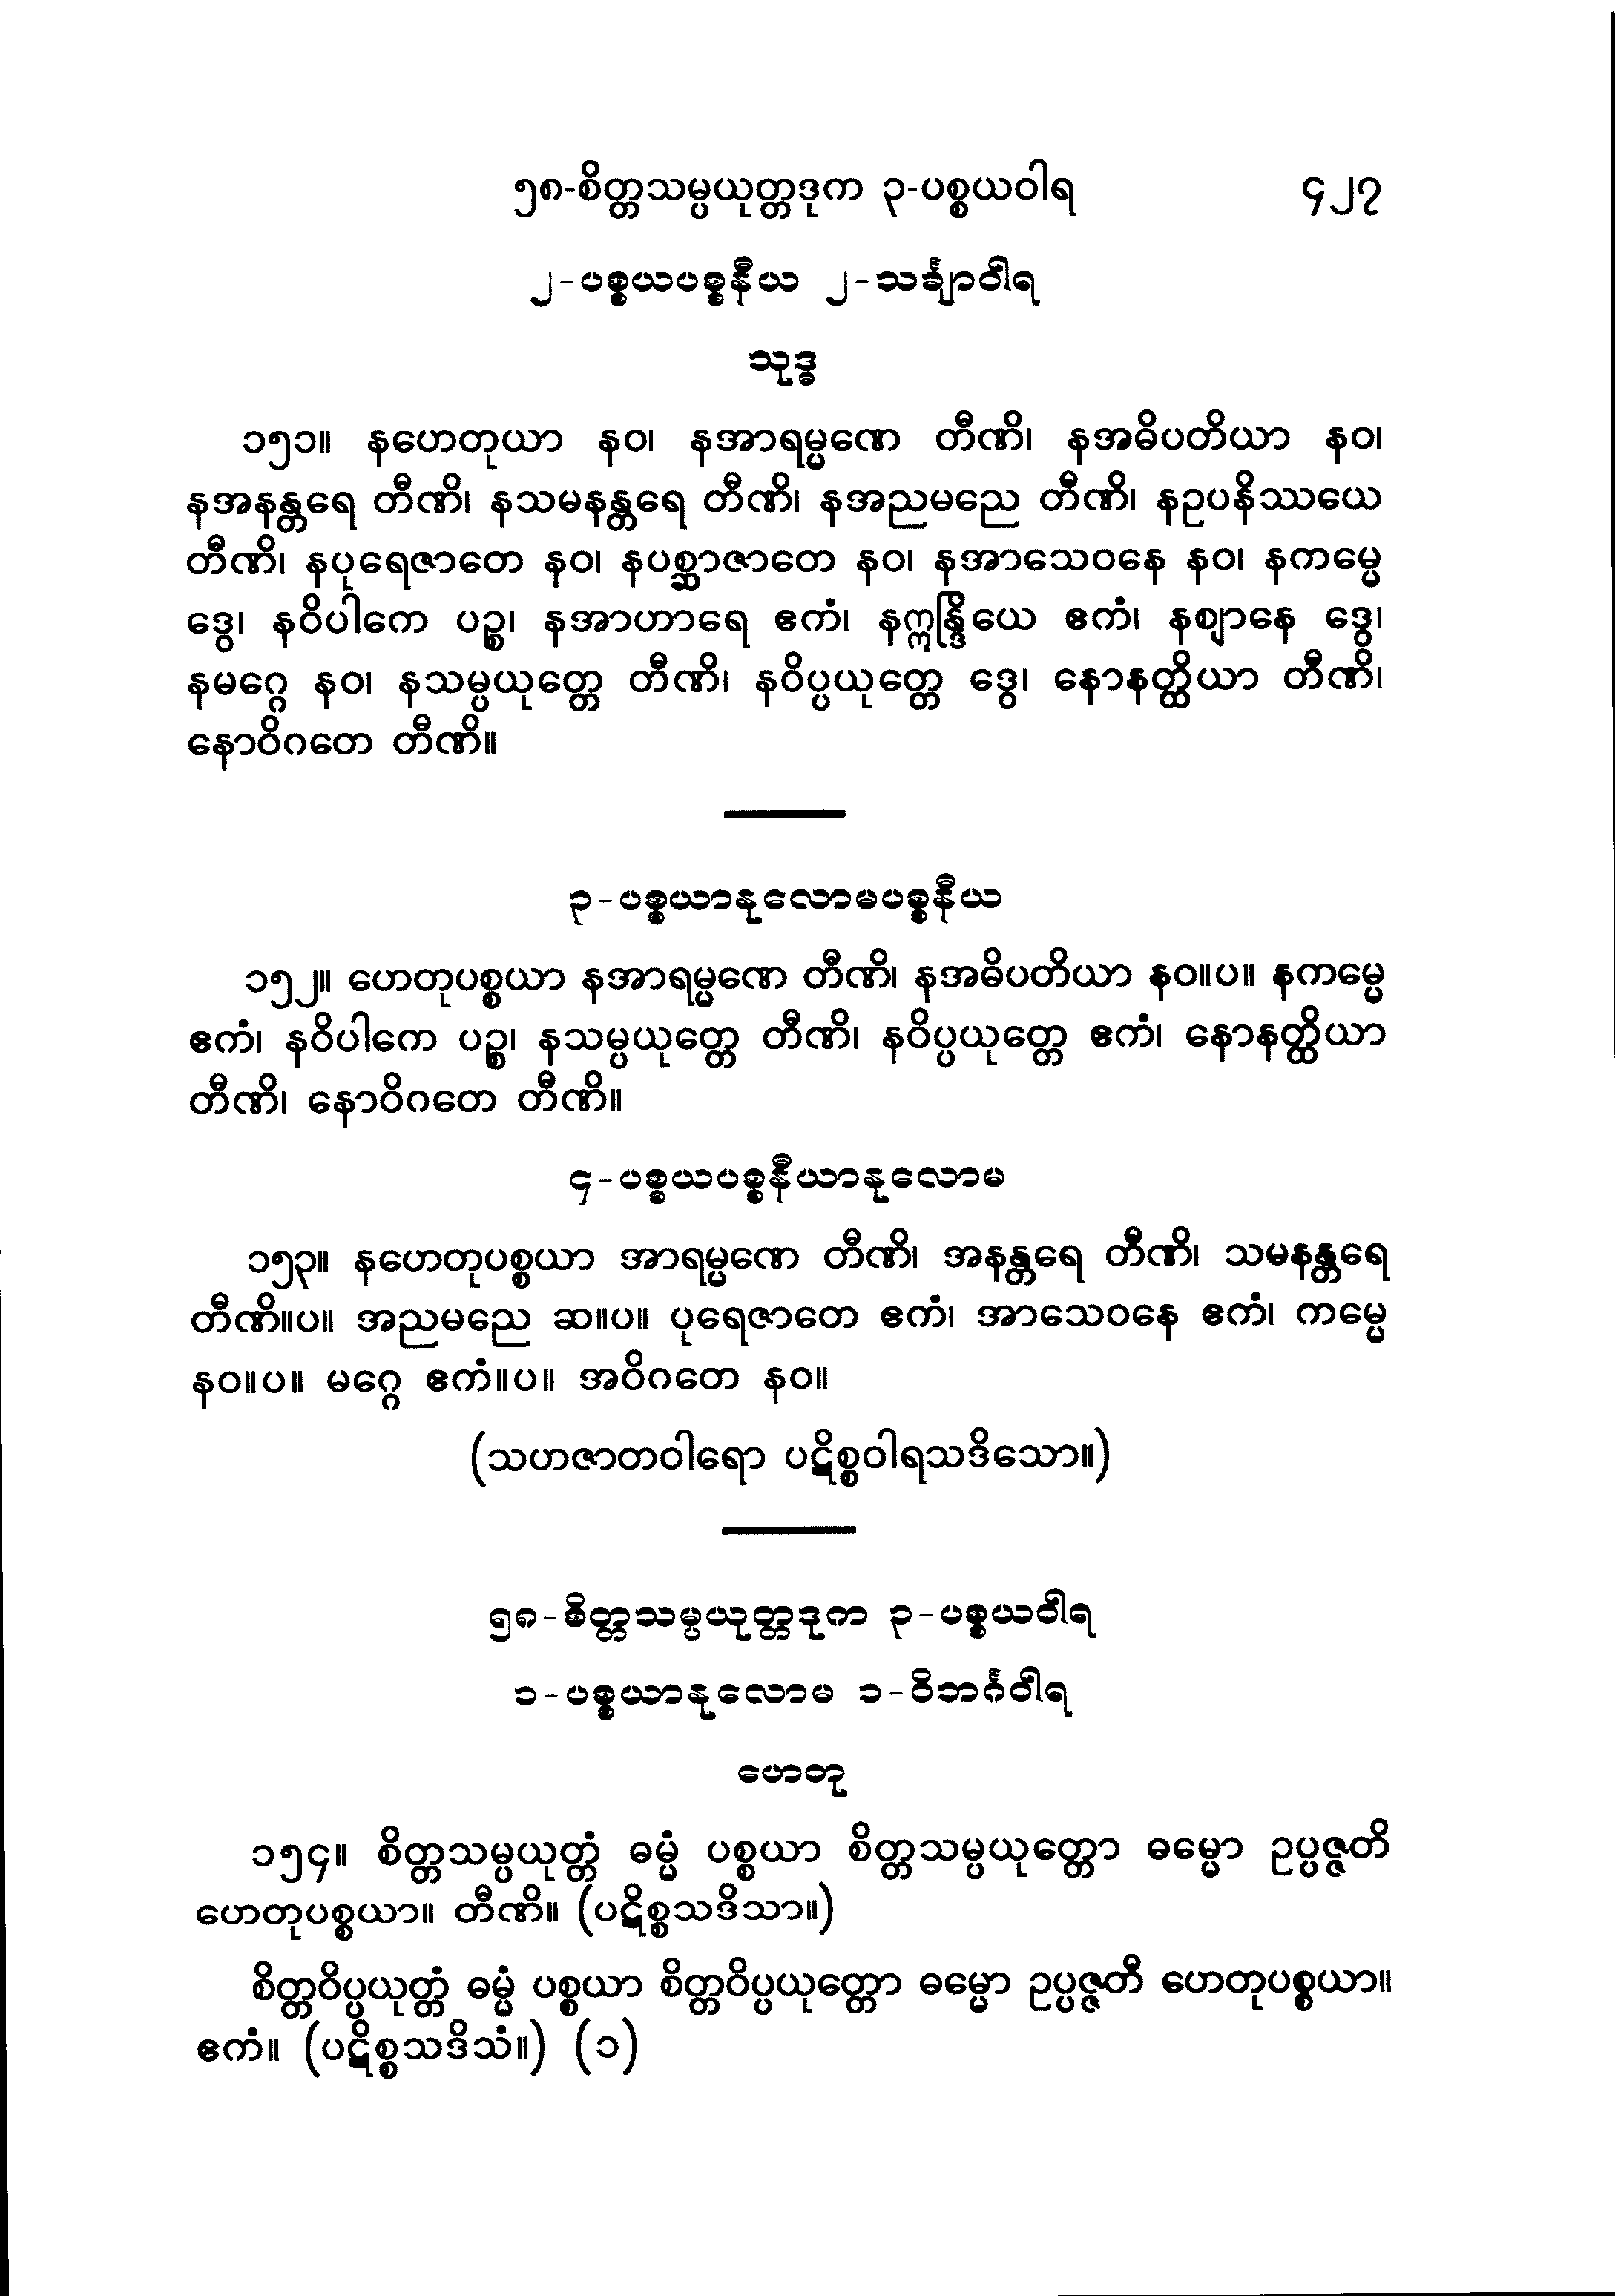 ၅၈-စိတ္တသမ္ပယုတ္တဒုက ၃-ပစ္စယဝါရ ၄၂၇
၂-ပစ္စယပစ္စနီယ ၂-သင်္ချာဝါရ
သုဒ္ဓ
၁၅၁။ နဟေတုယာ နဝ၊ နအာရမ္မဏေ တီဏိ၊ နအဓိပတိယာ နဝ၊
နအနန္တရေ တီဏိ၊ နသမနန္တရေ တီဏိ၊ နအညမညေ တီဏိ၊ နဥပနိဿယေ
တီဏိ၊ နပုရေဇာတေ နဝ၊ နပစ္ဆာဇာတေ နဝ၊ နအာသေဝနေ နဝ၊ နကမ္မေ
ဒွေ၊ နဝိပါကေ ပဉ္စ၊ နအာဟာရေ ဧကံ၊ နဣန္ဒြိယေ ဧကံ၊ နဈာနေ ဒွေ၊
နမဂ္ဂေ နဝ၊ နသမ္ပယုတ္တေ တီဏိ၊ နဝိပ္ပယုတ္တေ ဒွေ၊ နောနတ္ထိယာ တီဏိ၊
နောဝိဂတေ တီဏိ။
၃-ပစ္စယာနုလောမပစ္စနီယ
၁၅၂။ ဟေတုပစ္စယာ နအာရမ္မဏေ တီဏိ၊ နအဓိပတိယာ နဝ။ပ။ နကမ္မေ
ဧကံ၊ နဝိပါကေ ပဉ္စ၊ နသမ္ပယုတ္တေ တီဏိ၊ နဝိပ္ပယုတ္တေ ဧကံ၊ နောနတ္ထိယာ
တီဏိ၊ နောဝိဂတေ တီဏိ။
၄-ပစ္စယပစ္စနီယာနုလောမ
၁၅၃။ နဟေတုပစ္စယာ အာရမ္မဏေ တီဏိ၊ အနန္တရေ တီဏိ၊ သမနန္တရေ
တီဏိ။ပ။ အညမညေ ဆ။ပ။ ပုရေဇာတေ ဧကံ၊ အာသေဝနေ ဧကံ၊ ကမ္မေ
နဝ။ပ။ မဂ္ဂေ ဧကံ။ပ။ အဝိဂတေ နဝ။
(သဟဇာတဝါရော ပဋိစ္စဝါရသဒိသော။)
၅၈-စိတ္တသမ္ပယုတ္တဒုက ၃-ပစ္စယဝါရ
၁-ပစ္စယာနုလောမ ၁-ဝိဘင်္ဂဝါရ
ဟေတု
၁၅၄။ စိတ္တသမ္ပယုတ္တံ ဓမ္မံ ပစ္စယာ စိတ္တသမ္ပယုတ္တော ဓမ္မော ဥပ္ပဇ္ဇတိ
ဟေတုပစ္စယာ။ တီဏိ။ (ပဋိစ္စသဒိသာ။)
စိတ္တဝိပ္ပယုတ္တံ ဓမ္မံ ပစ္စယာ စိတ္တဝိပ္ပယုတ္တော ဓမ္မော ဥပ္ပဇ္ဇတိ ဟေတုပစ္စယာ။
ဧကံ။ (ပဋိစ္စသဒိသံ။) (၁)